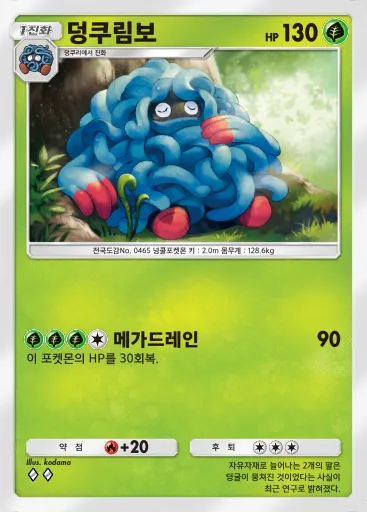 1진화
덩쿠림보
HP 130
덩쿠리에서 진화
전국도감No. 0465 넝쿨포켓몬 키 : 2.0m 몸무게 : 128.6kg
메가드레인 90
이 포켓몬의 HP를 30회복.
약점 +20
후퇴
Illus. kodama
자유자재로 늘어나는 2개의 팔은
덩굴이 뭉쳐진 것이었다는 사실이
최근 연구로 밝혀졌다.